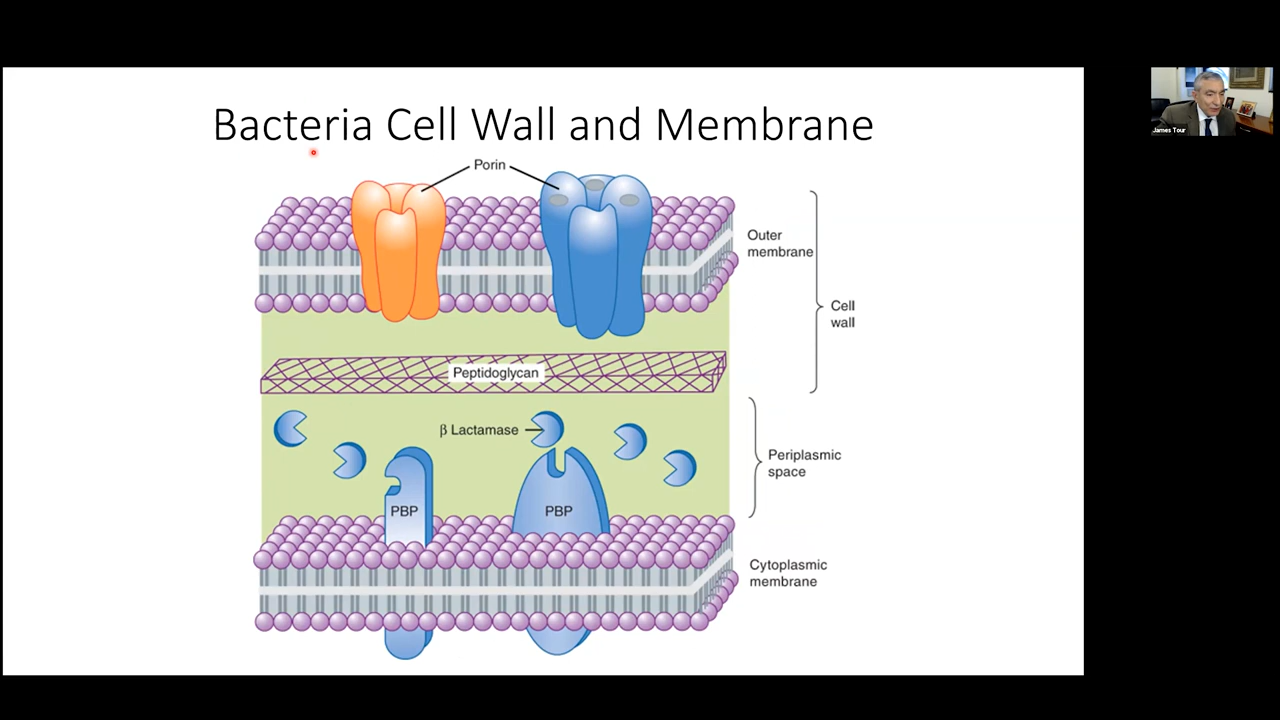 Bacteria Cell Wall and Membrane
Porin
Outer
membrane
Cell
wall
Peptidoglycan
β Lactamase
Periplasmic
space
PBP
PBP
Cytoplasmic
membrane
James Tour